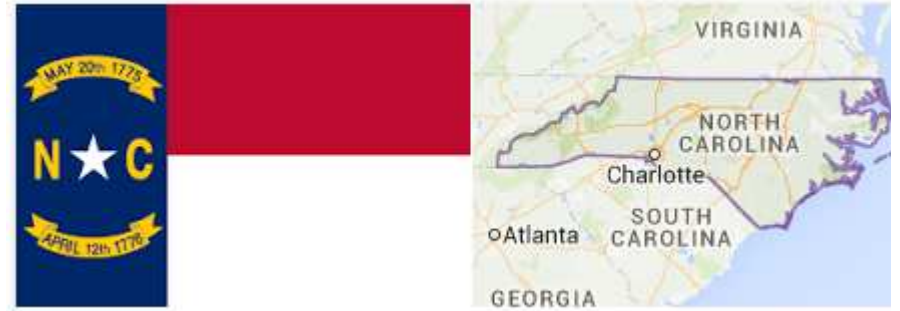 MAY 20th 1775
N C
APRIL 12th 1776
VIRGINIA
NORTH
CAROLINA
Charlotte
SOUTH
CAROLINA
Atlanta
GEORGIA